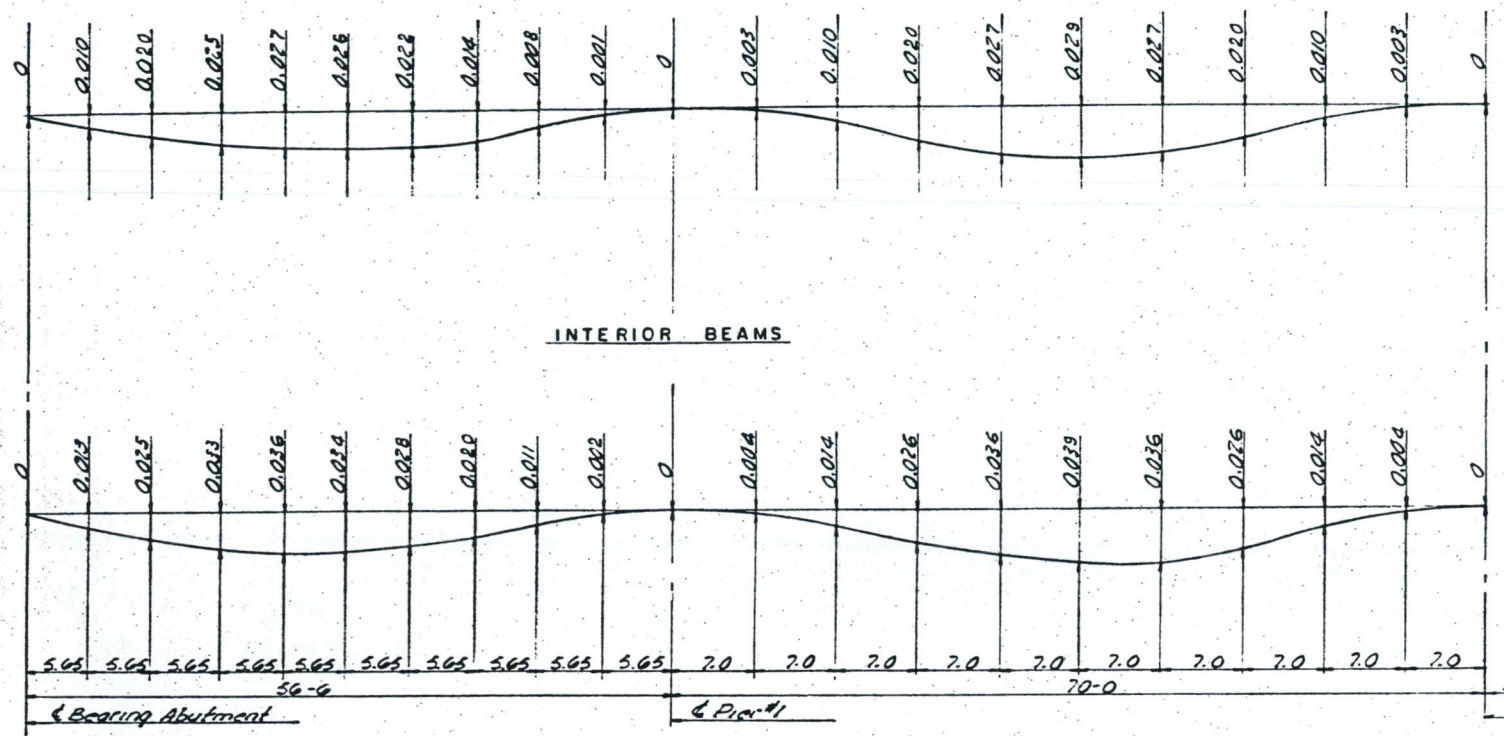 0 0.010 0.020 0.025 0.027 0.026 0.022 0.014 0.008 0.001 0 0.003 0.010 0.020 0.027 0.029 0.027 0.020 0.010 0.003 0
INTERIOR BEAMS
0 0.013 0.025 0.033 0.036 0.034 0.028 0.020 0.011 0.002 0 0.004 0.014 0.026 0.036 0.039 0.036 0.026 0.014 0.004 0
5.65 5.65 5.65 5.65 5.65 5.65 5.65 5.65 5.65 5.65 7.0 7.0 7.0 7.0 7.0 7.0 7.0 7.0 7.0 7.0
56-6 70-0
℄ Bearing Abutment ℄ Pier #1